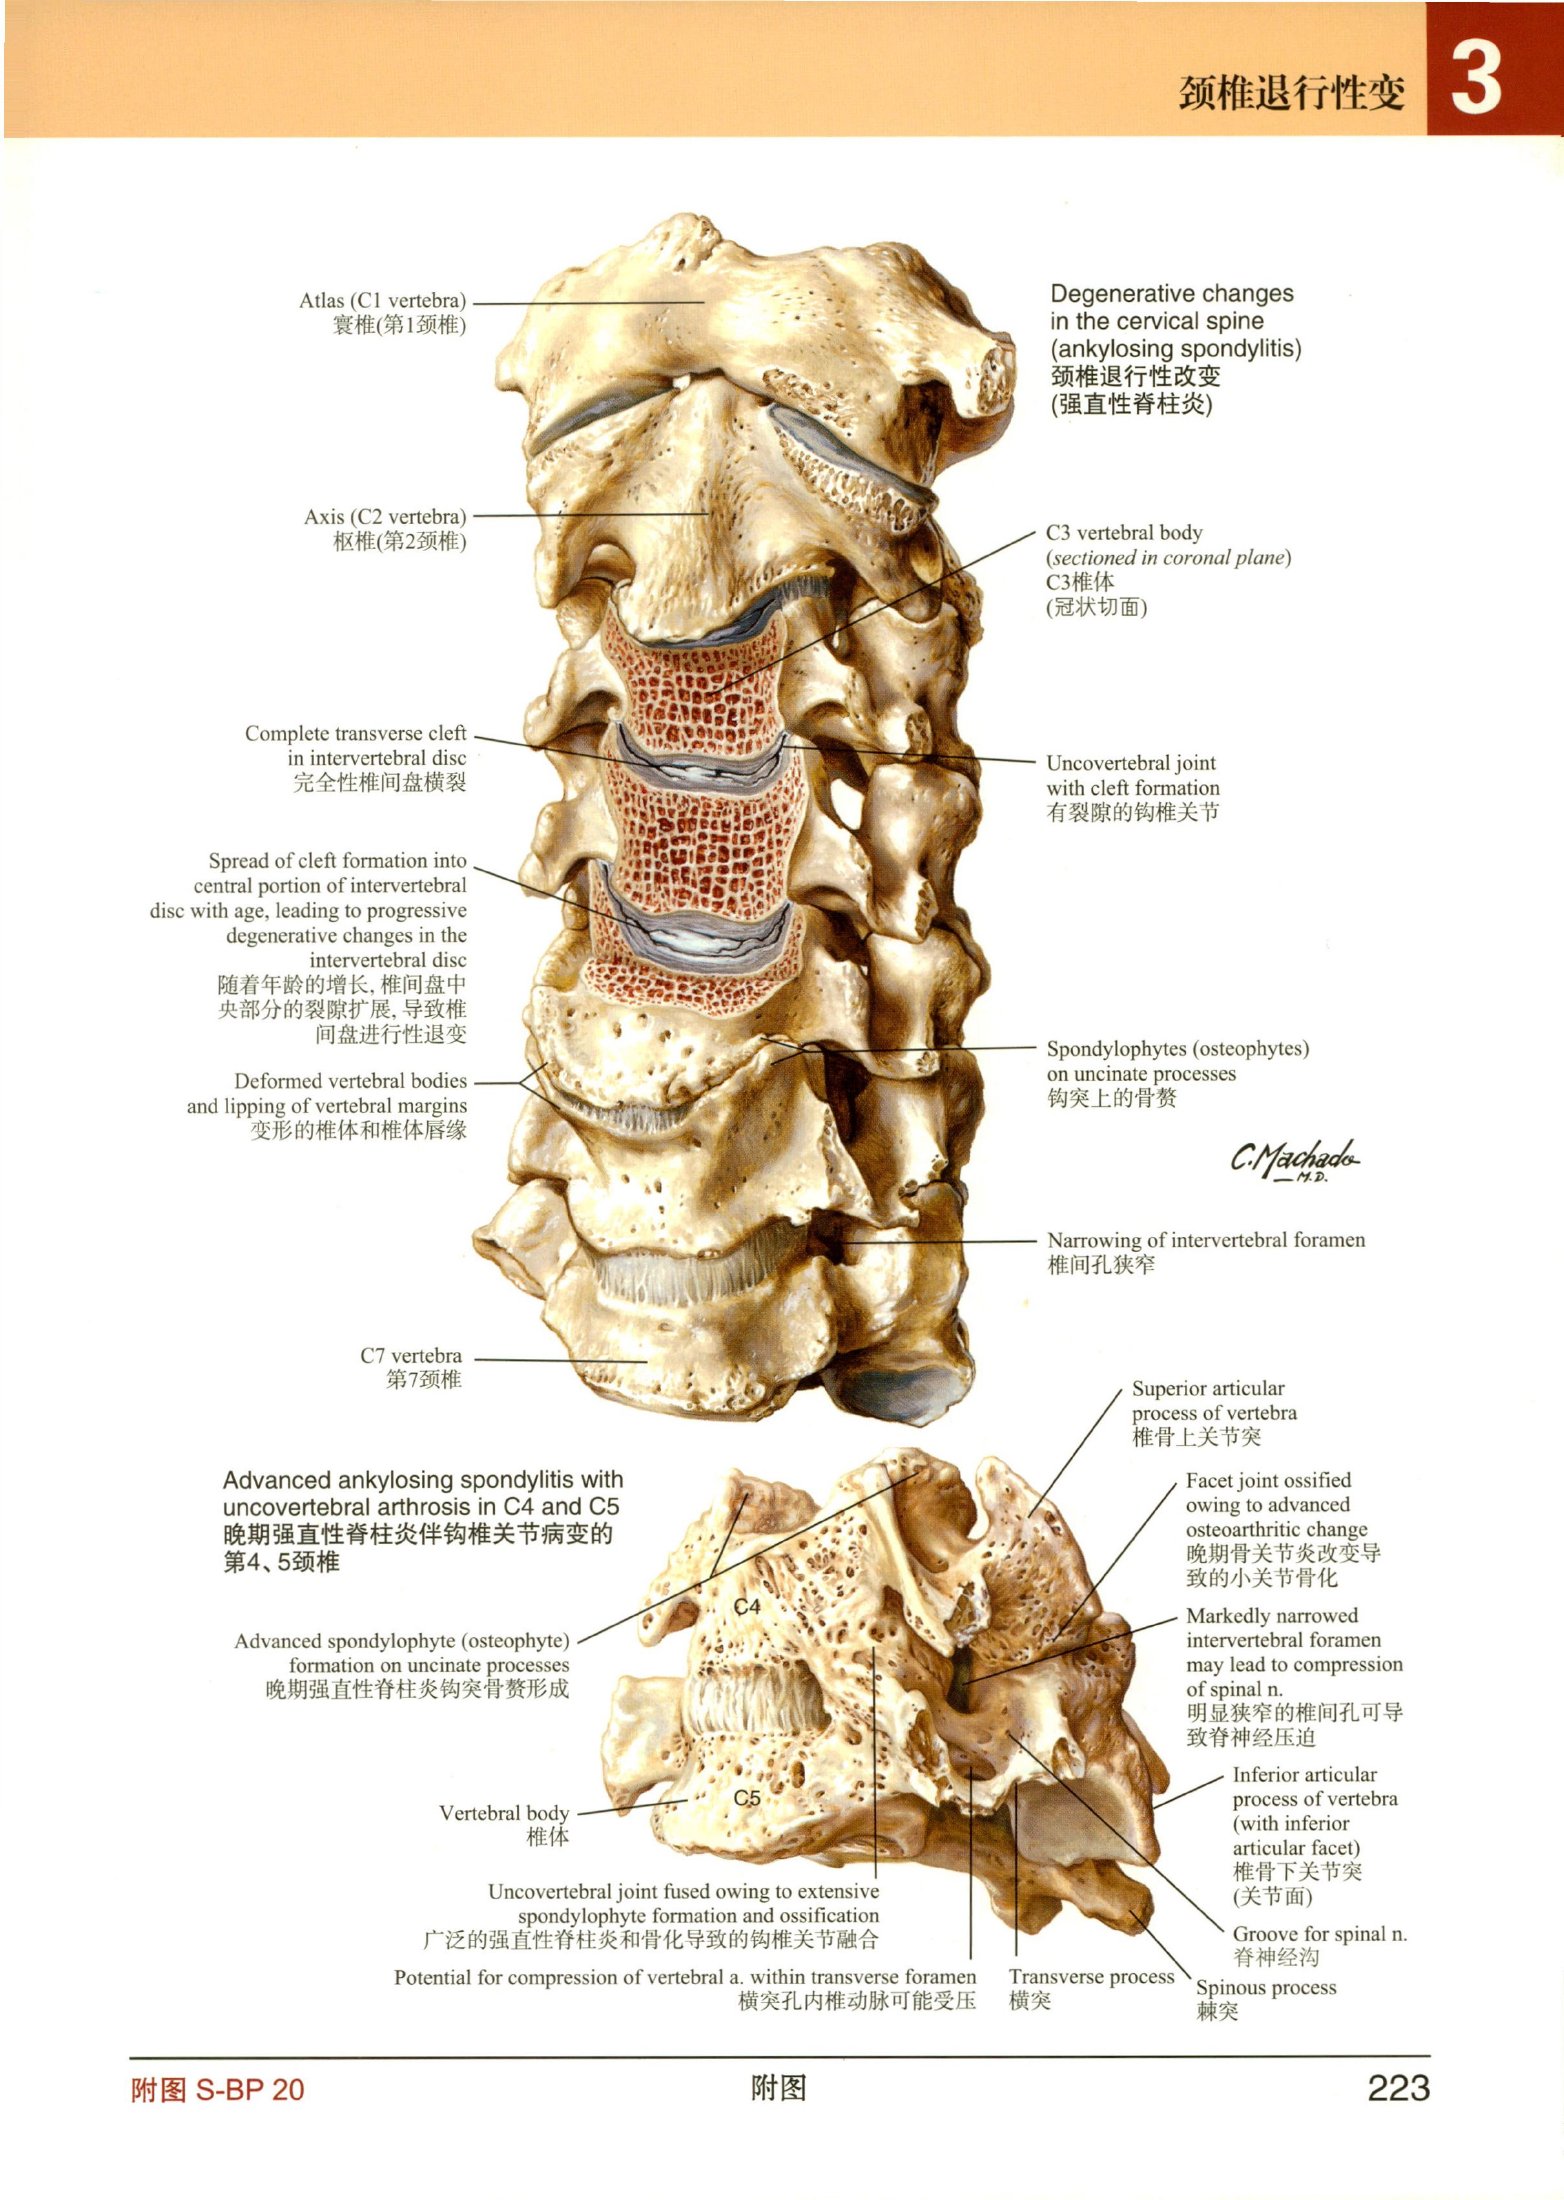 颈椎退行性变
3
Atlas (C1 vertebra)
寰椎(第1颈椎)
Degenerative changes
in the cervical spine
(ankylosing spondylitis)
颈椎退行性改变
(强直性脊柱炎)
Axis (C2 vertebra)
枢椎(第2颈椎)
C3 vertebral body
(sectioned in coronal plane)
C3椎体
(冠状切面)
Complete transverse cleft
in intervertebral disc
完全性椎间盘横裂
Uncovertebral joint
with cleft formation
有裂隙的钩椎关节
Spread of cleft formation into
central portion of intervertebral
disc with age, leading to progressive
degenerative changes in the
intervertebral disc
随着年龄的增长, 椎间盘中
央部分的裂隙扩展, 导致椎
间盘进行性退变
Deformed vertebral bodies
and lipping of vertebral margins
变形的椎体和椎体唇缘
Spondylophytes (osteophytes)
on uncinate processes
钩突上的骨赘
C.Machado
M.D.
Narrowing of intervertebral foramen
椎间孔狭窄
C7 vertebra
第7颈椎
Advanced ankylosing spondylitis with
uncovertebral arthrosis in C4 and C5
晚期强直性脊柱炎伴钩椎关节病变的
第4、5颈椎
Superior articular
process of vertebra
椎骨上关节突
Facet joint ossified
owing to advanced
osteoarthritic change
晚期骨关节炎改变导
致的小关节骨化
C4
Advanced spondylophyte (osteophyte)
formation on uncinate processes
晚期强直性脊柱炎钩突骨赘形成
Markedly narrowed
intervertebral foramen
may lead to compression
of spinal n.
明显狭窄的椎间孔可导
致脊神经压迫
C5
Vertebral body
椎体
Inferior articular
process of vertebra
(with inferior
articular facet)
椎骨下关节突
(关节面)
Uncovertebral joint fused owing to extensive
spondylophyte formation and ossification
广泛的强直性脊柱炎和骨化导致的钩椎关节融合
Groove for spinal n.
脊神经沟
Potential for compression of vertebral a. within transverse foramen
横突孔内椎动脉可能受压
Transverse process
横突
Spinous process
棘突
附图 S-BP 20
附图
223